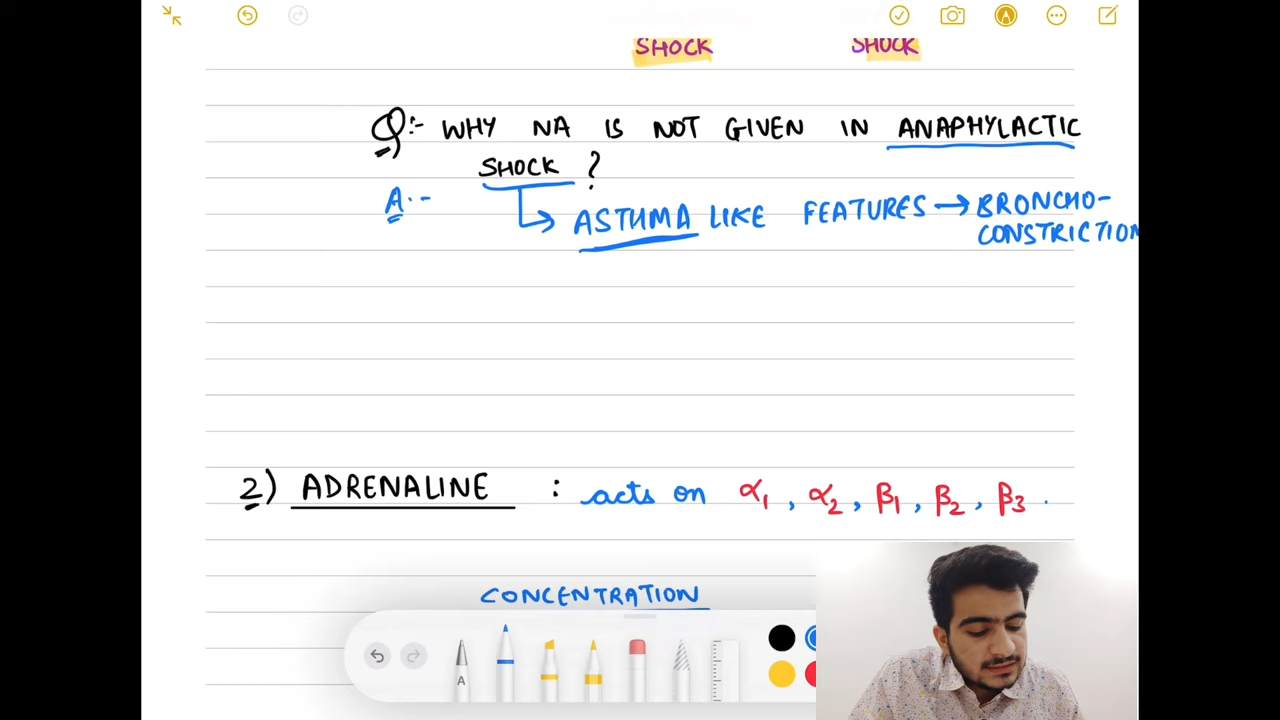 SHOCK SHOCK
Q:- WHY NA IS NOT GIVEN IN ANAPHYLACTIC
SHOCK ?
A:- ASTHMA LIKE FEATURES → BRONCHO-
CONSTRICTION
2) ADRENALINE : acts on α1, α2, β1, β2, β3.
CONCENTRATION
A